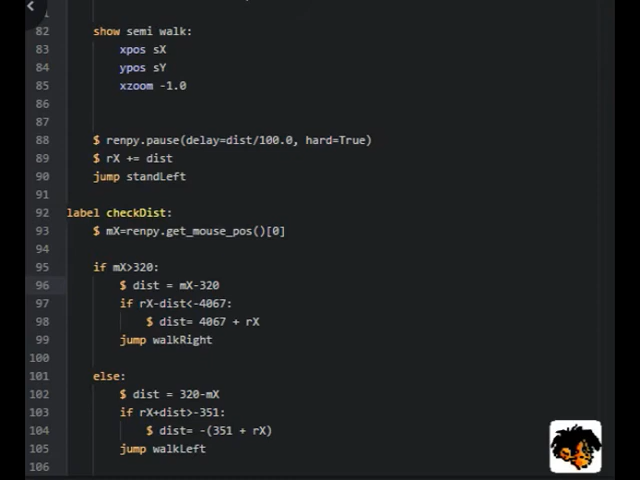 82 show semi walk:
83 xpos sX
84 ypos sY
85 xzoom -1.0
86
87
88 $ renpy.pause(delay=dist/100.0, hard=True)
89 $ rX += dist
90 jump standLeft
91
92 label checkDist:
93 $ mX=renpy.get_mouse_pos()[0]
94
95 if mX>320:
96 $ dist = mX-320
97 if rX-dist<-4067:
98 $ dist= 4067 + rX
99 jump walkRight
100
101 else:
102 $ dist = 320-mX
103 if rX+dist>-351:
104 $ dist= -(351 + rX)
105 jump walkLeft
106